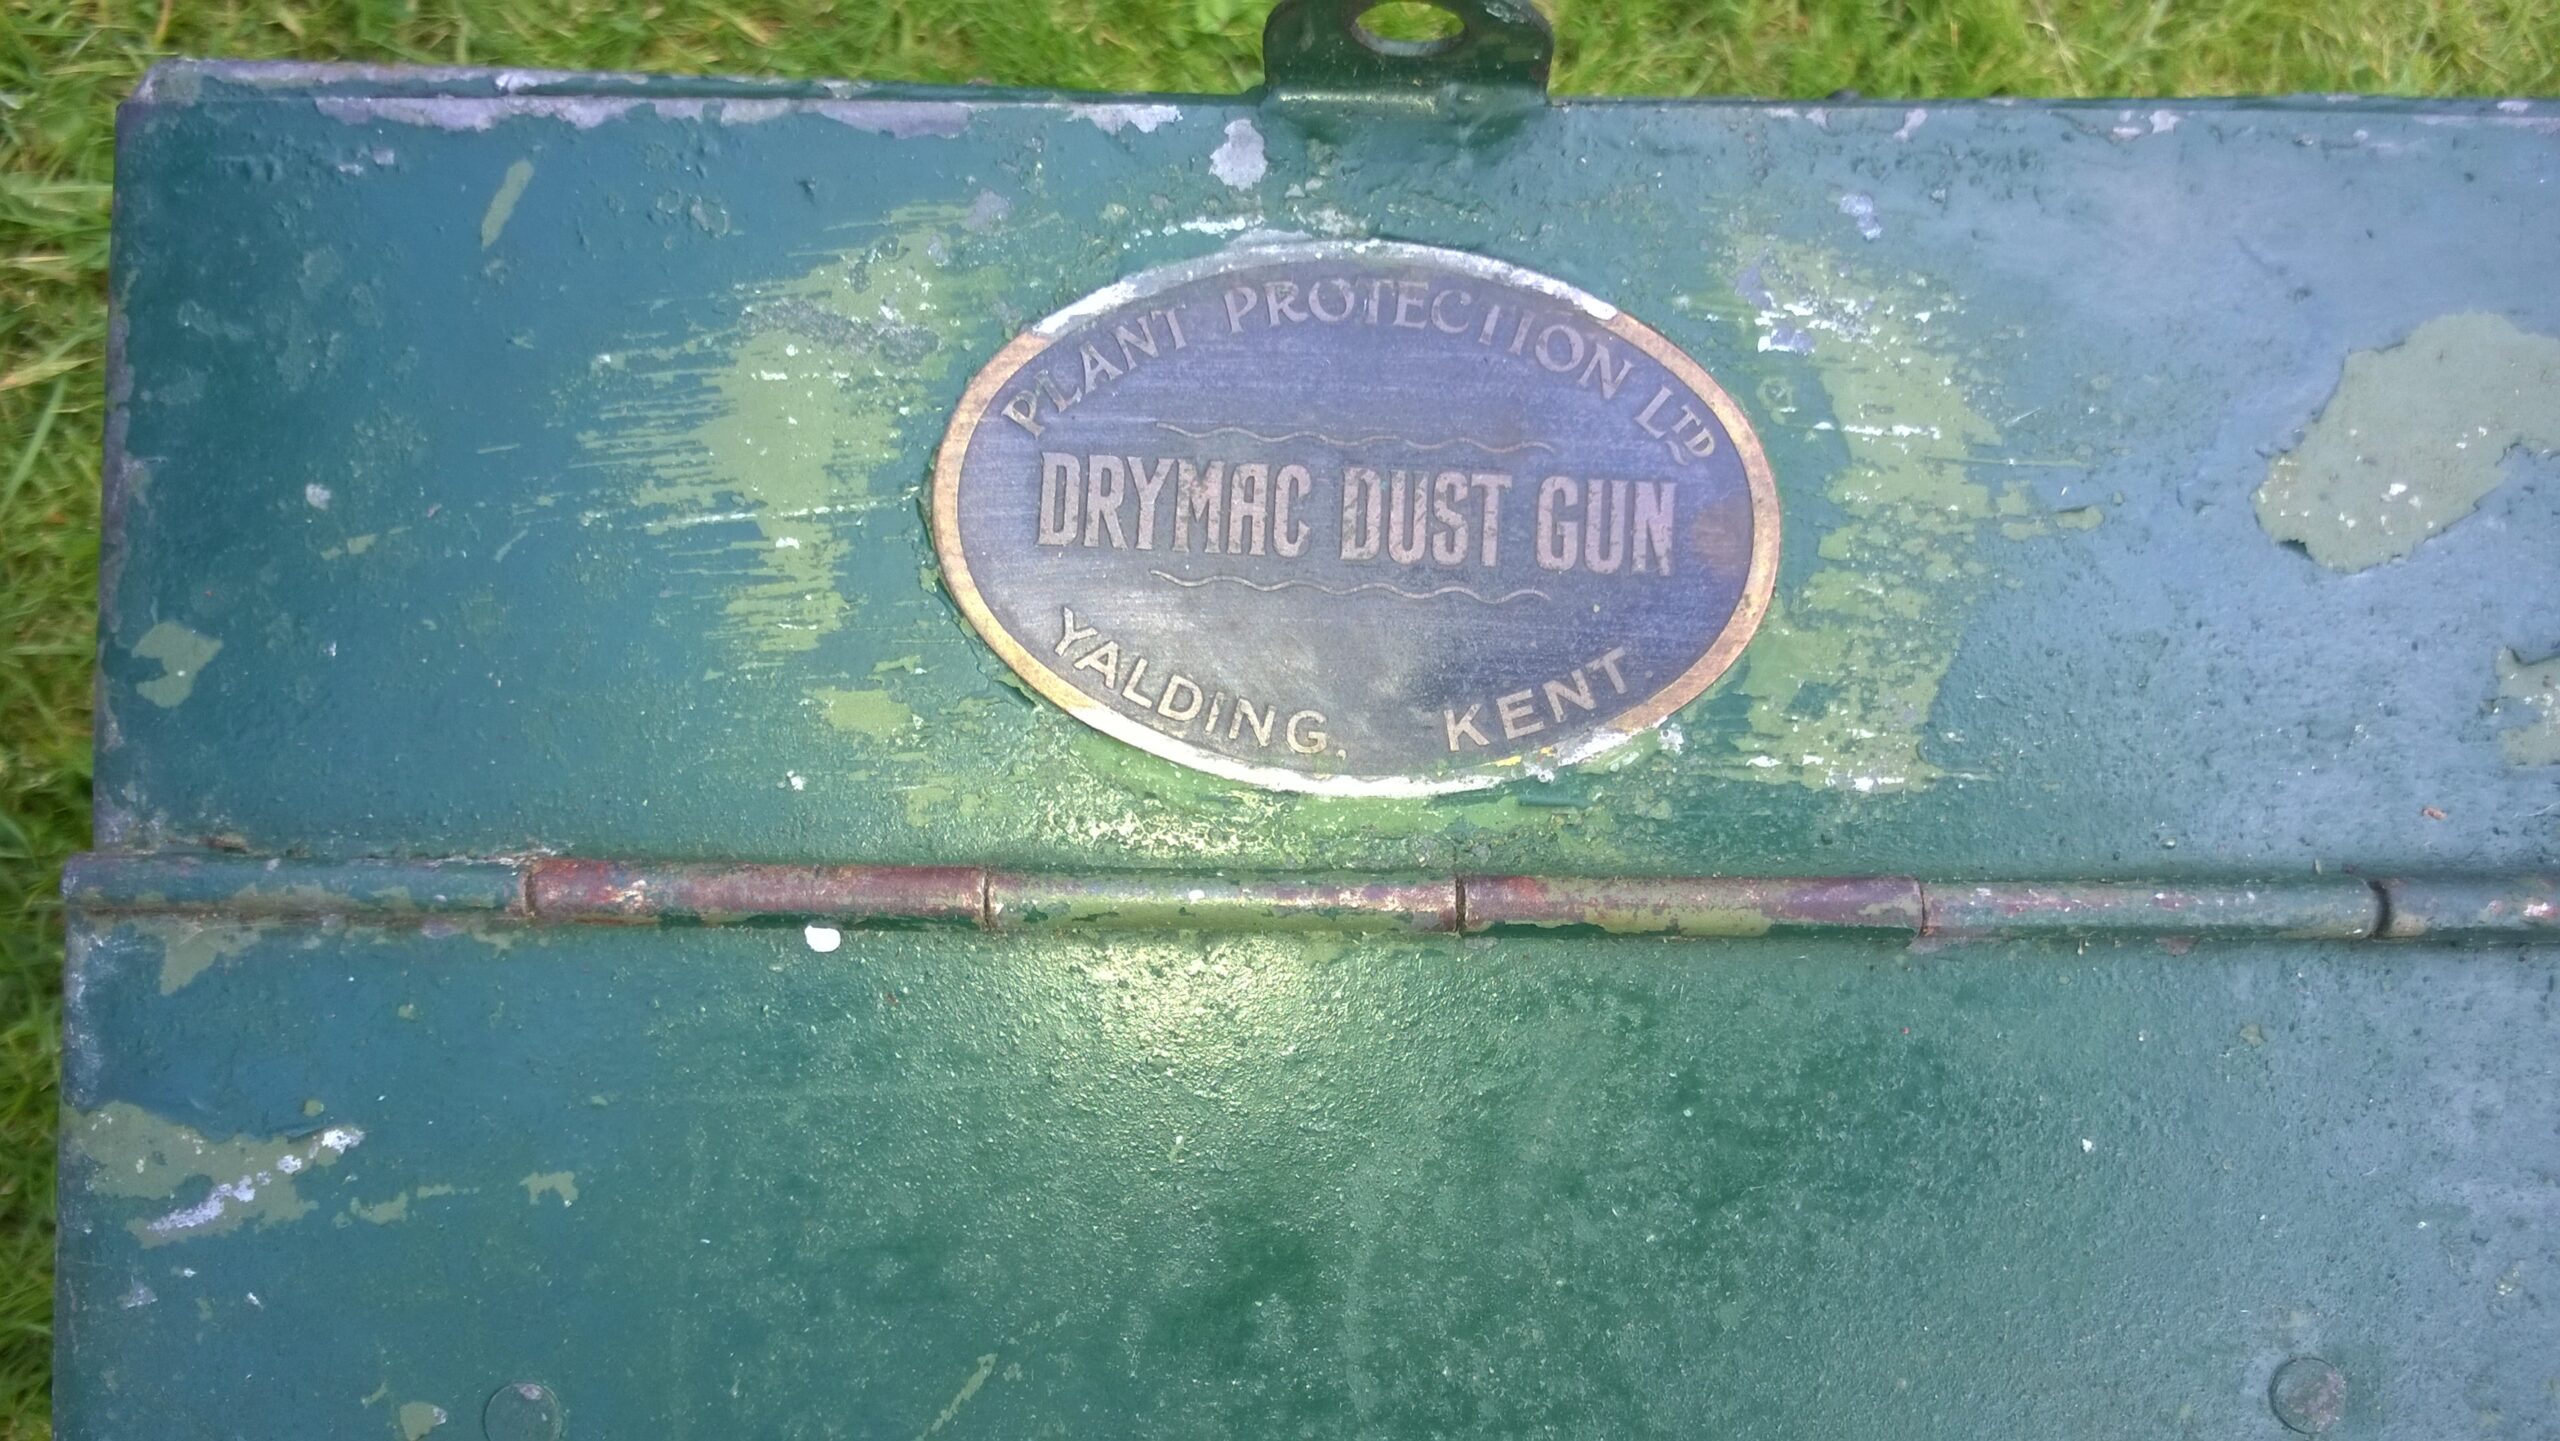 PLANT PROTECTION LTD
DRYMAC DUST GUN
YALDING. KENT.